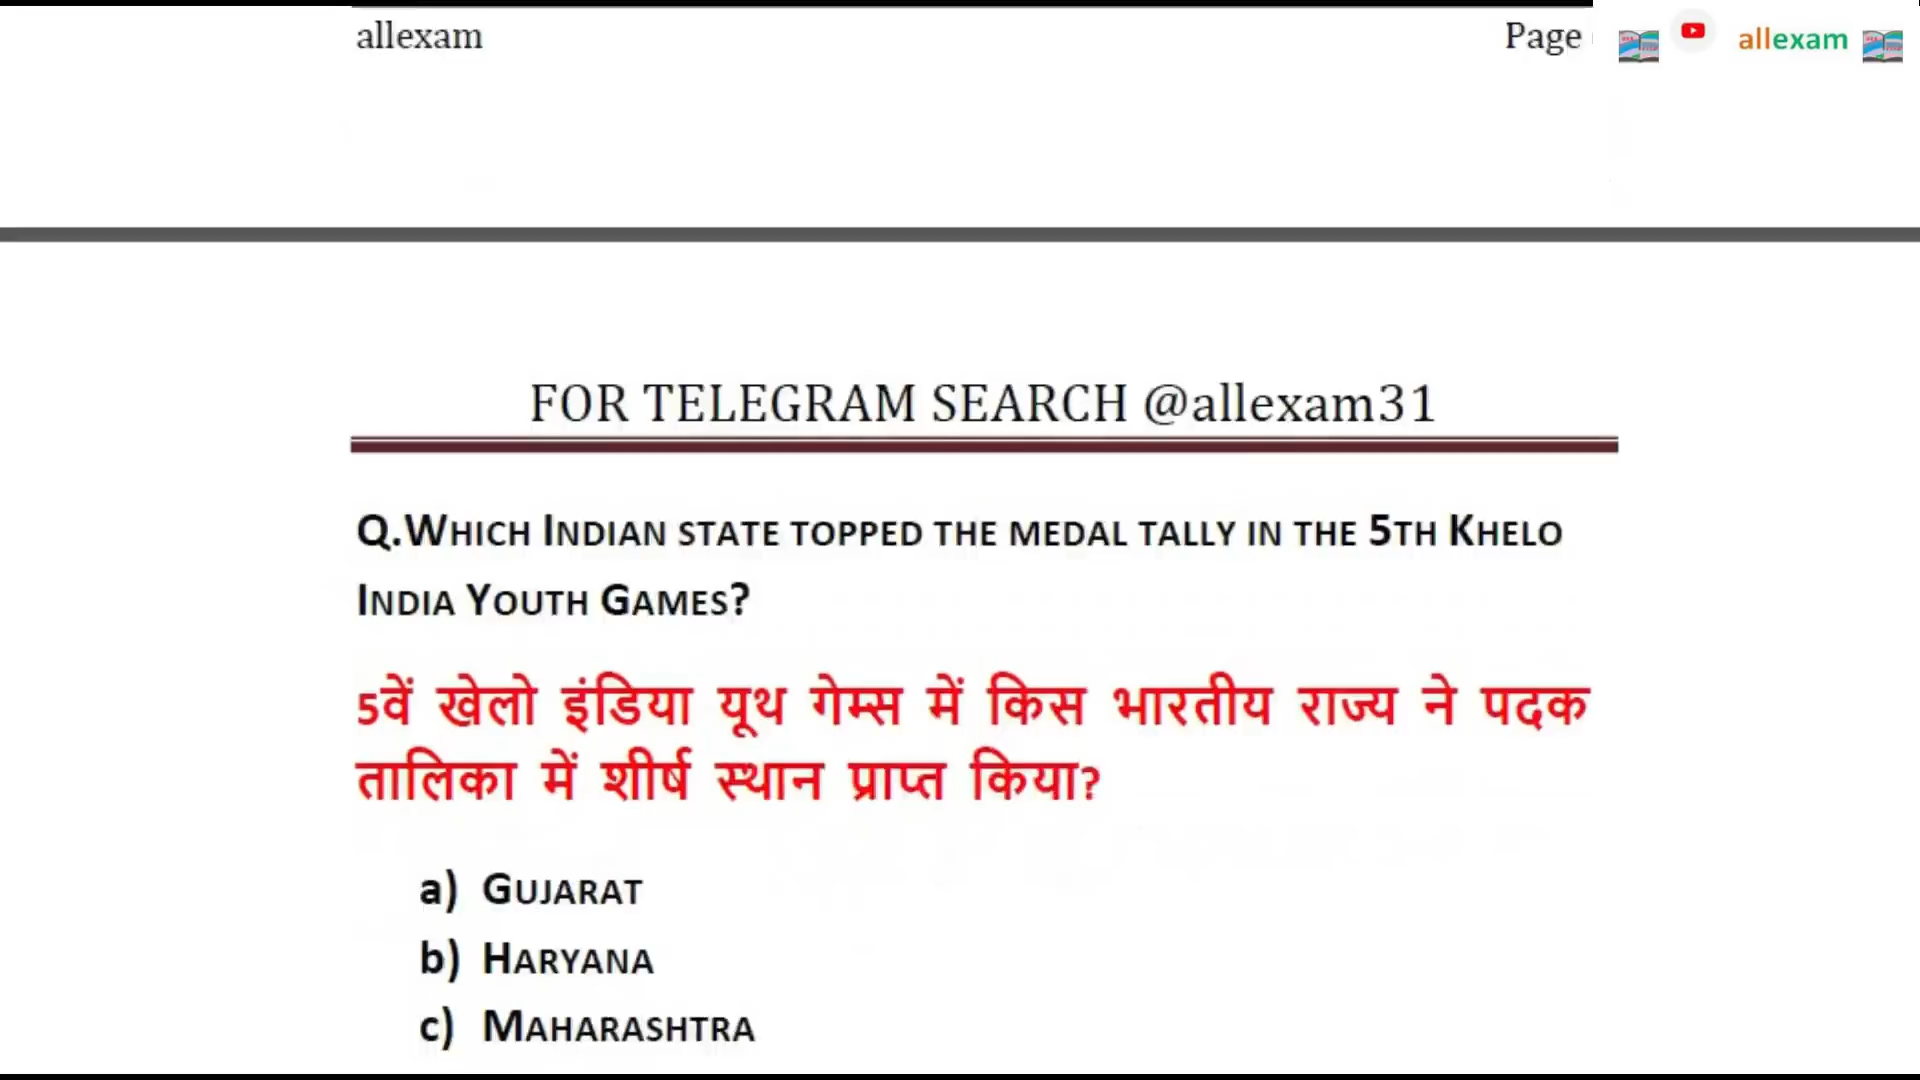 allexam
Page
allexam
FOR TELEGRAM SEARCH @allexam31
Q.Which Indian state topped the medal tally in the 5th Khelo
India Youth Games?
5वें खेलो इंडिया यूथ गेम्स में किस भारतीय राज्य ने पदक
तालिका में शीर्ष स्थान प्राप्त किया?
a) Gujarat
b) Haryana
c) Maharashtra